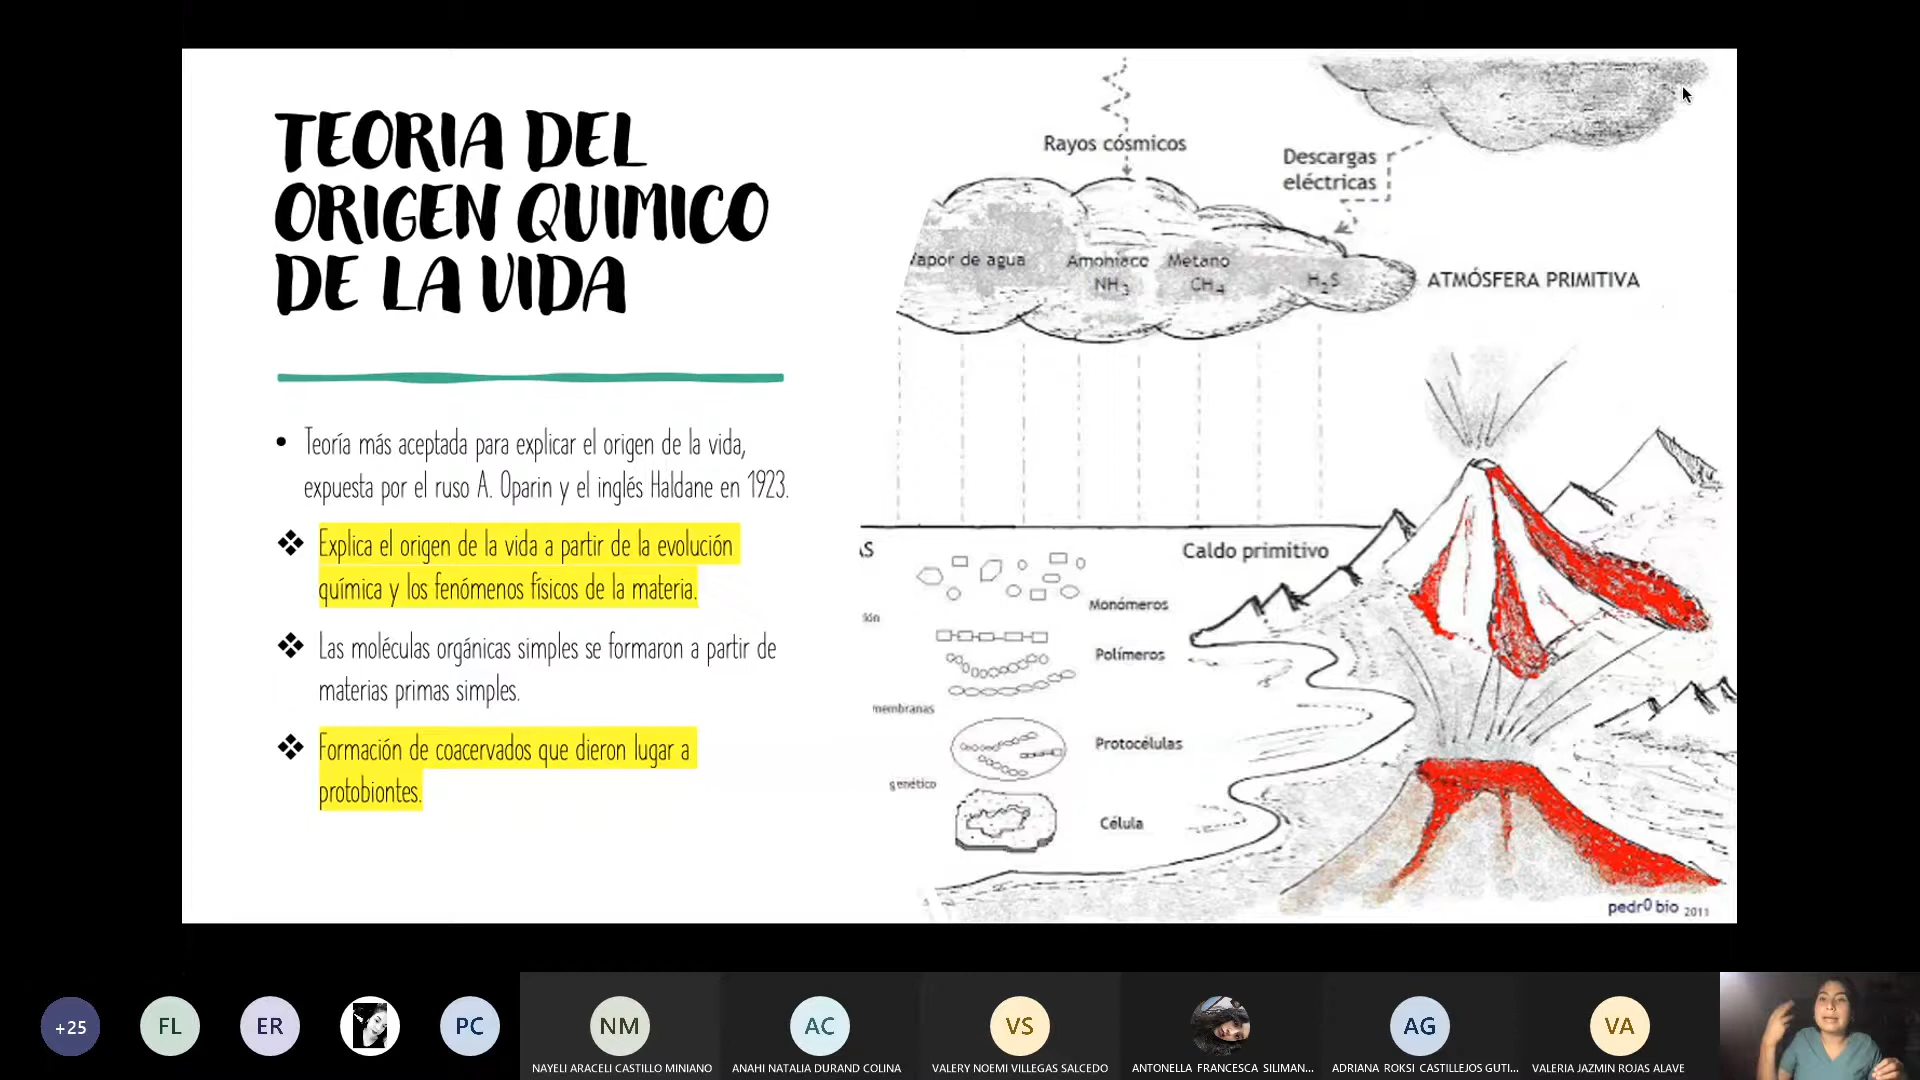 TEORIA DEL
ORIGEN QUIMICO
DE LA VIDA
• Teoría más aceptada para explicar el origen de la vida,
expuesta por el ruso A. Oparin y el inglés Haldane en 1923.
❖ Explica el origen de la vida a partir de la evolución
química y los fenómenos físicos de la materia.
❖ Las moléculas orgánicas simples se formaron a partir de
materias primas simples.
❖ Formación de coacervados que dieron lugar a
protobiontes.
Rayos cósmicos
Descargas
eléctricas
Vapor de agua
Amoniaco
NH3
Metano
CH4
H2S
ATMÓSFERA PRIMITIVA
Caldo primitivo
Monómeros
Polímeros
membranas
Protocélulas
genético
Célula
pedr0 bio 2011
+25
FL
ER
PC
NM
AC
VS
AG
VA
NAYELI ARACELI CASTILLO MINIANO
ANAHI NATALIA DURAND COLINA
VALERY NOEMI VILLEGAS SALCEDO
ANTONELLA FRANCESCA SILIMAN...
ADRIANA ROKSI CASTILLEJOS GUTI...
VALERIA JAZMIN ROJAS ALAVE